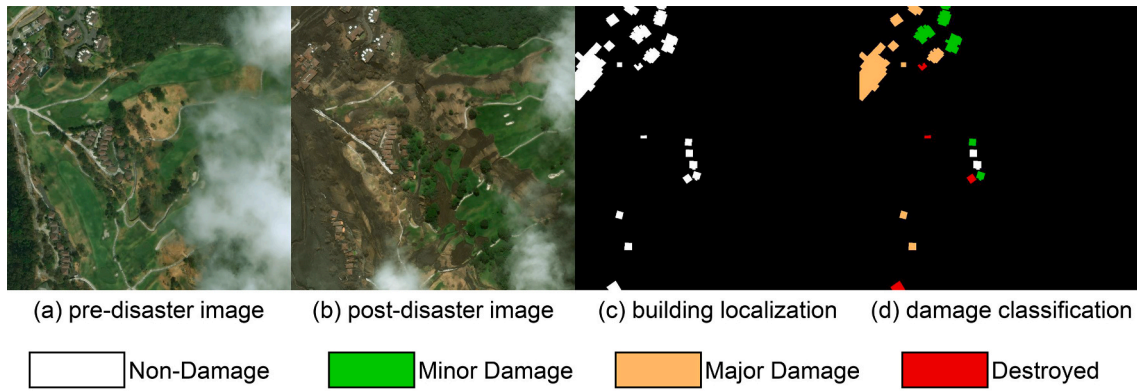 (a) pre-disaster image (b) post-disaster image (c) building localization (d) damage classification
Non-Damage Minor Damage Major Damage Destroyed